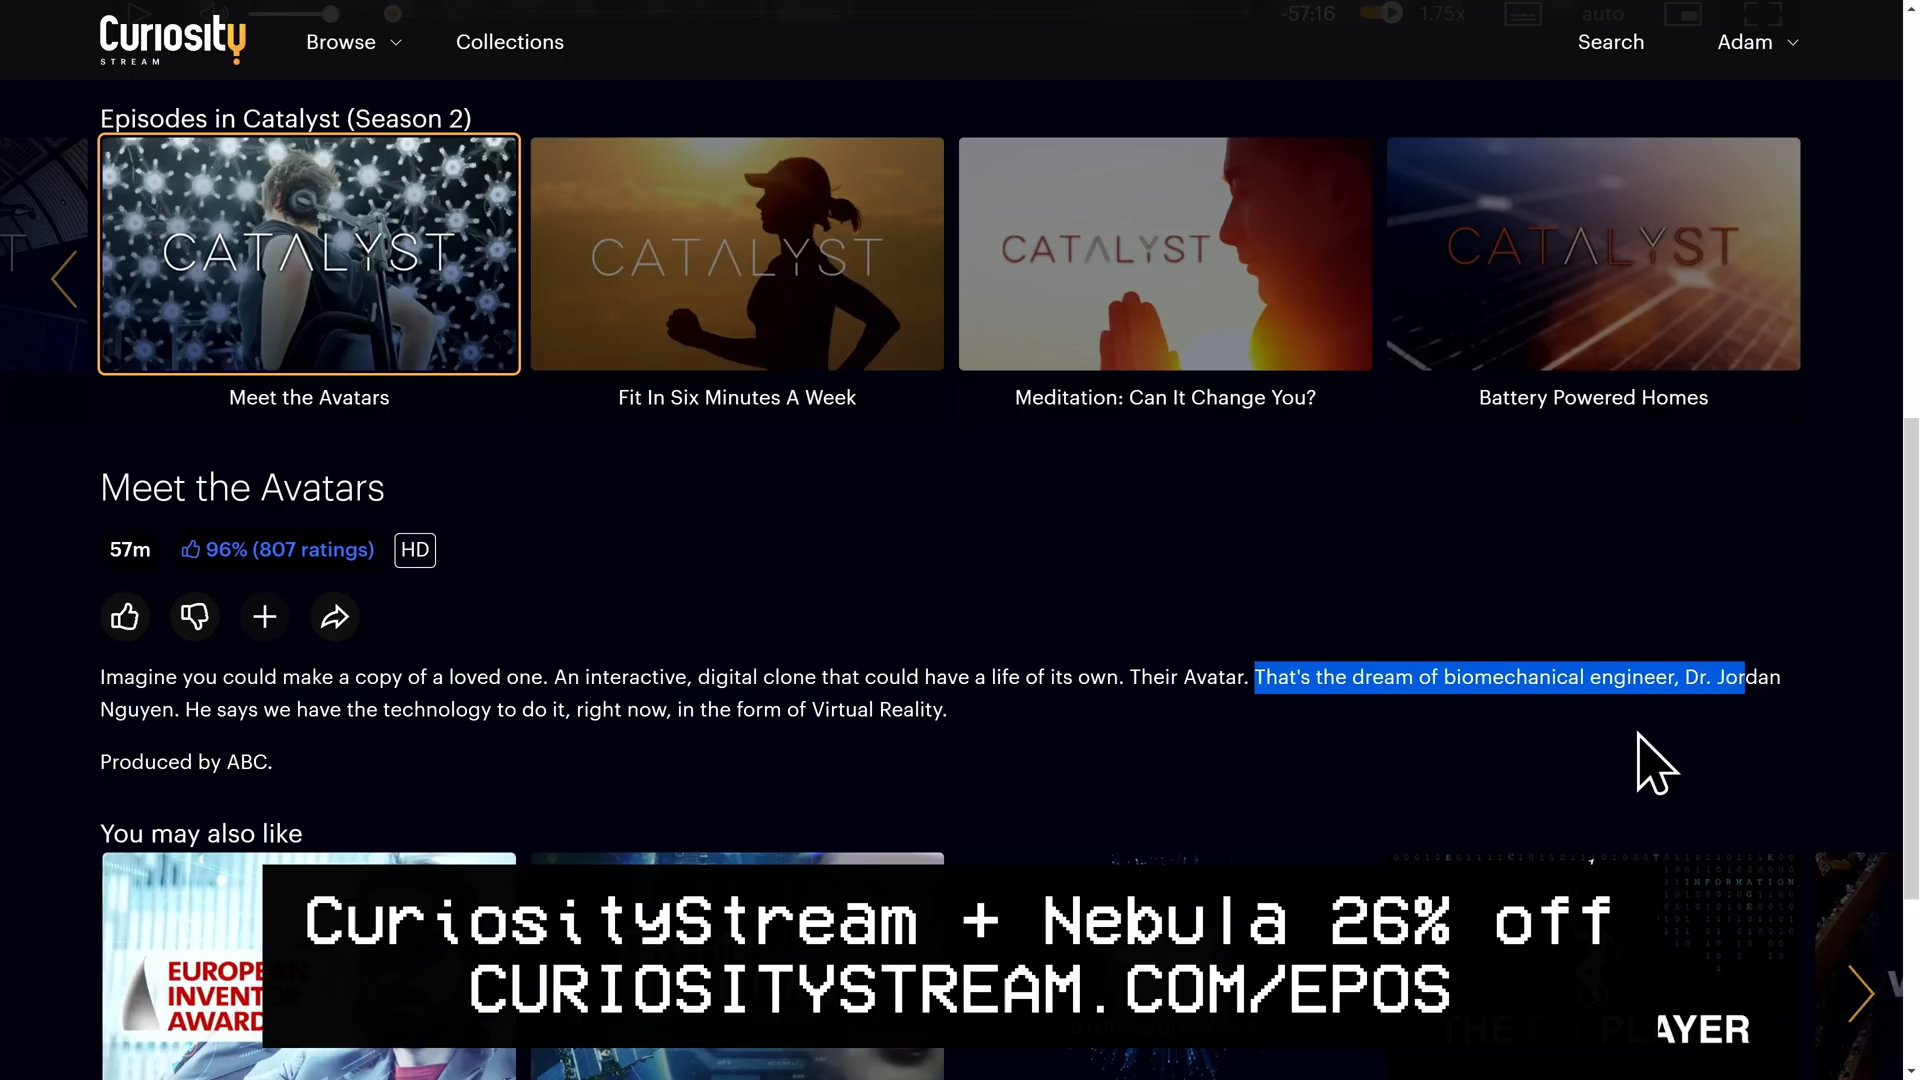 -57:16 1.75x auto
Curiosity
STREAM
Browse
Collections
Search
Adam
Episodes in Catalyst (Season 2)
CATALYST
CATALYST
CATALYST
CATALYST
Meet the Avatars
Fit In Six Minutes A Week
Meditation: Can It Change You?
Battery Powered Homes
Meet the Avatars
57m
96% (807 ratings)
HD
Imagine you could make a copy of a loved one. An interactive, digital clone that could have a life of its own. Their Avatar. That's the dream of biomechanical engineer, Dr. Jordan
Nguyen. He says we have the technology to do it, right now, in the form of Virtual Reality.
Produced by ABC.
You may also like
CuriosityStream + Nebula 26% off
CURIOSITYSTREAM.COM/EPOS
EUROPEAN
INVENT
AWARD
INFORMATION
THE PLAYER